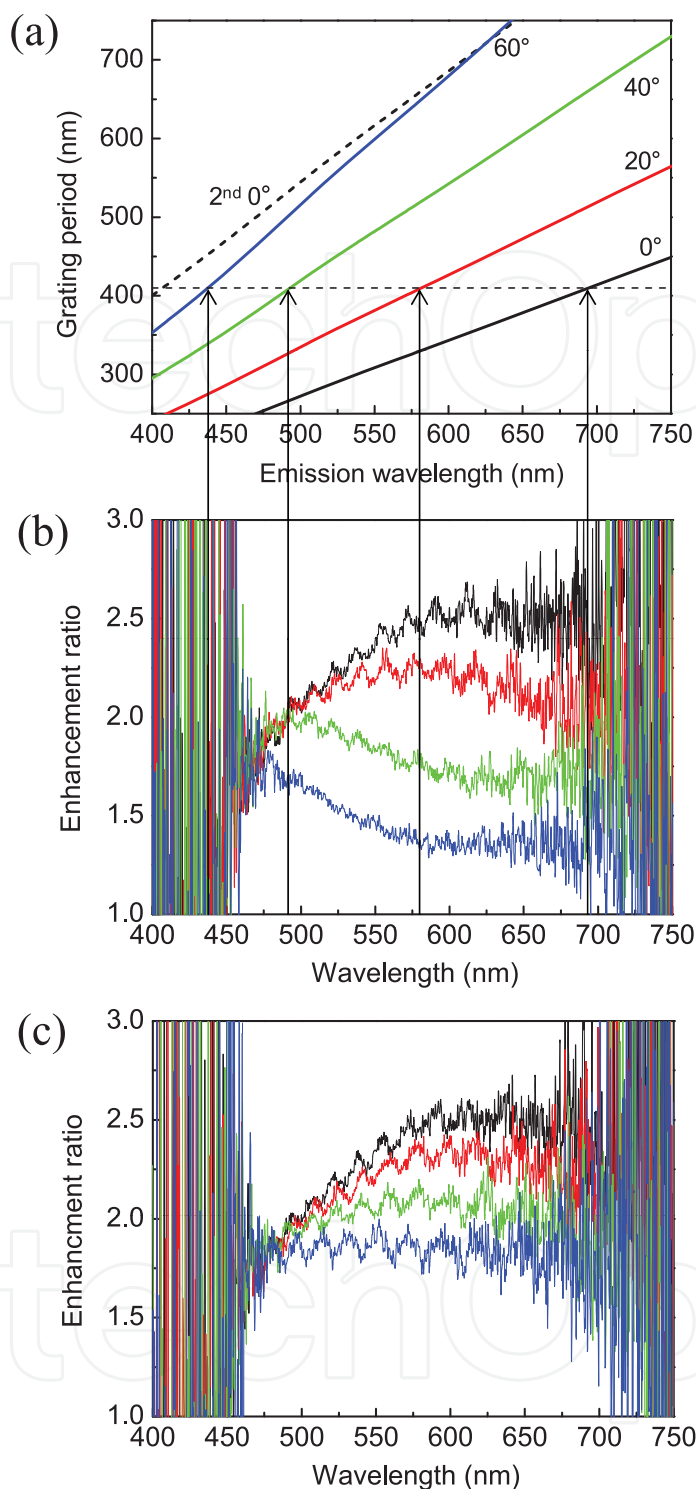 (a)
700
600
500
400
300
Grating period (nm)
2nd 0°
60°
40°
20°
0°
400 450 500 550 600 650 700 750
Emission wavelength (nm)
(b)
3.0
2.5
2.0
1.5
1.0
Enhancement ratio
400 450 500 550 600 650 700 750
Wavelength (nm)
(c)
3.0
2.5
2.0
1.5
1.0
Enhancment ratio
400 450 500 550 600 650 700 750
Wavelength (nm)
techOp
techOp